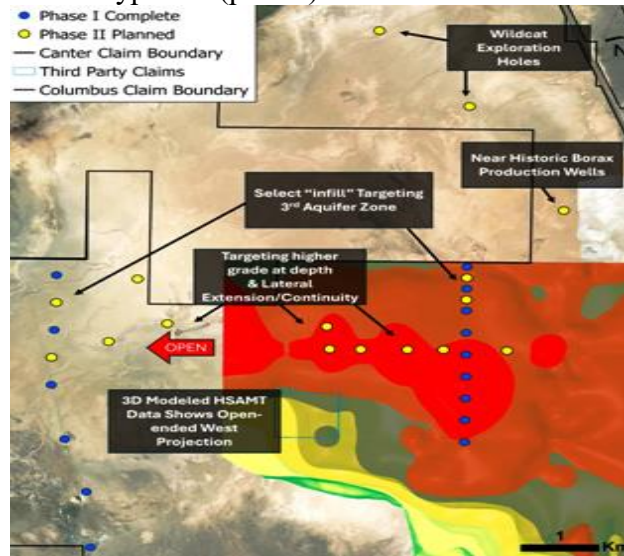 Phase I Complete
Phase II Planned
Canter Claim Boundary
Third Party Claims
Columbus Claim Boundary
Wildcat
Exploration
Holes
Near Historic Borax
Production Wells
Select "infill" Targeting
3rd Aquifer Zone
Targeting higher
grade at depth
& Lateral
Extension/Continuity
OPEN
3D Modeled HSAMT
Data Shows Open-
ended West
Projection
1
Km